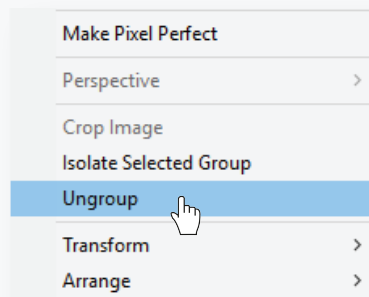 Make Pixel Perfect
Perspective
Crop Image
Isolate Selected Group
Ungroup
Transform
Arrange